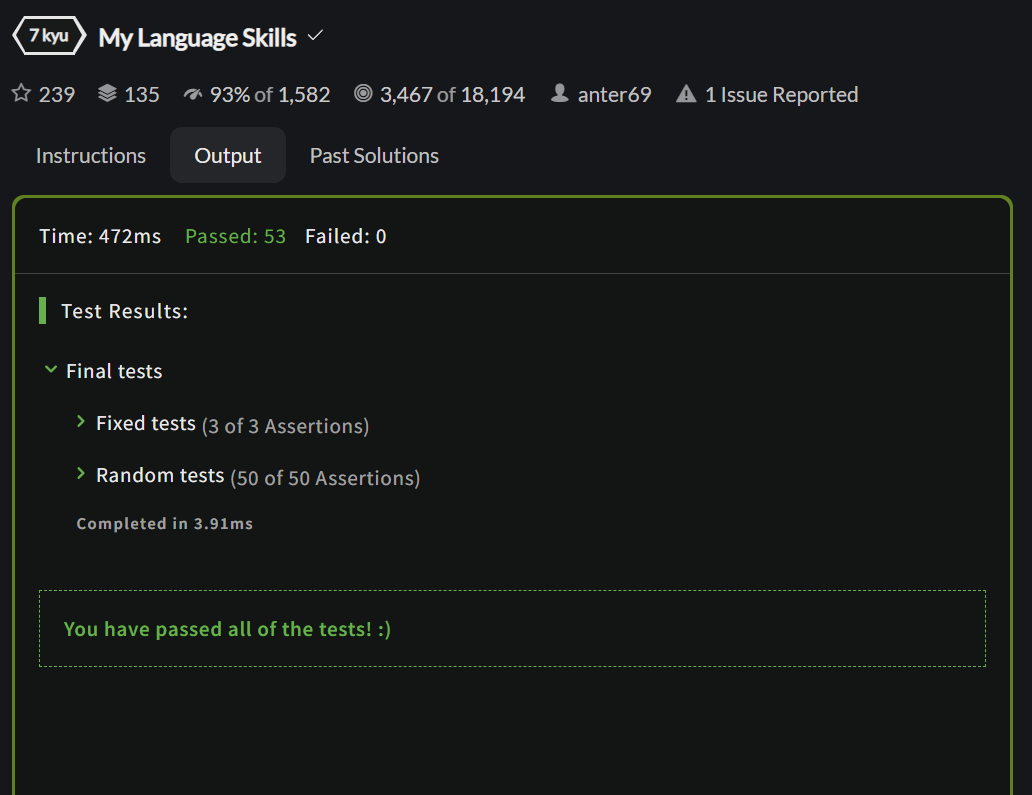 7 kyu My Language Skills
239 135 93% of 1,582 3,467 of 18,194 anter69 1 Issue Reported
Instructions Output Past Solutions
Time: 472ms Passed: 53 Failed: 0
Test Results:
Final tests
Fixed tests (3 of 3 Assertions)
Random tests (50 of 50 Assertions)
Completed in 3.91ms
You have passed all of the tests! :)